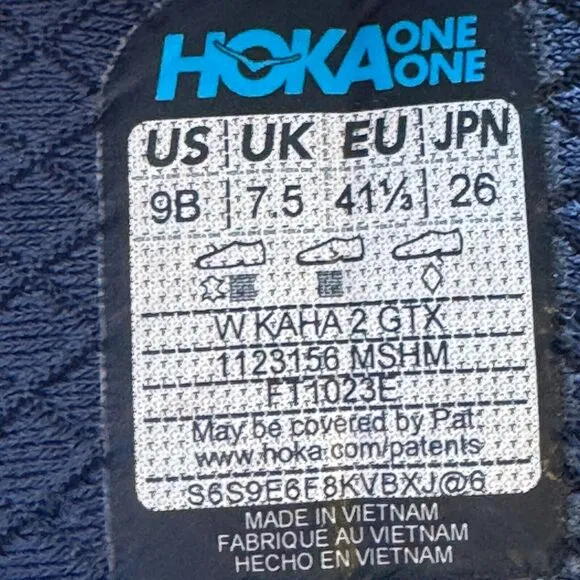 HOKA ONE ONE
US UK EU JPN
9B 7.5 41⅓ 26
W KAHA 2 GTX
1123156 MSHM
FT1023E
May be covered by Pat.
www.hoka.com/patents
S6S9E6F8KVBXJ@6
MADE IN VIETNAM
FABRIQUE AU VIETNAM
HECHO EN VIETNAM